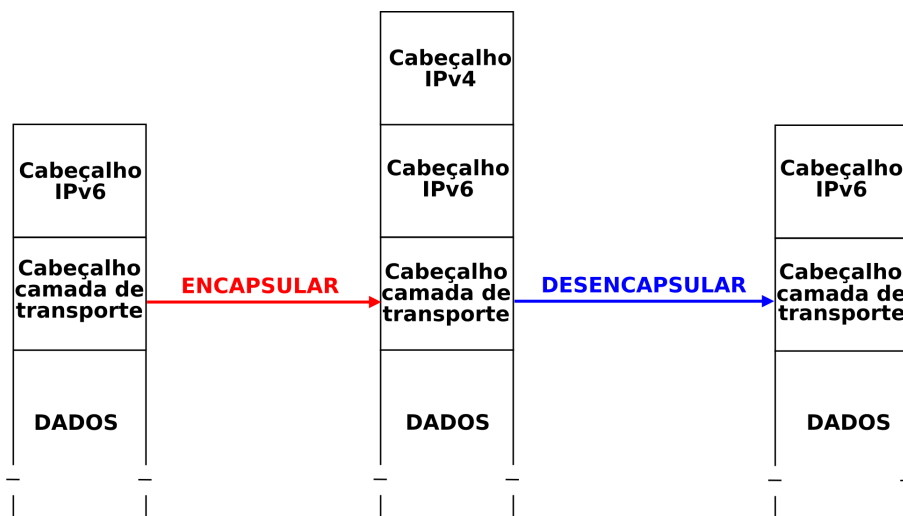 Cabeçalho
IPv6
Cabeçalho
camada de
transporte
DADOS
ENCAPSULAR
Cabeçalho
IPv4
Cabeçalho
IPv6
Cabeçalho
camada de
transporte
DADOS
DESENCAPSULAR
Cabeçalho
IPv6
Cabeçalho
camada de
transporte
DADOS